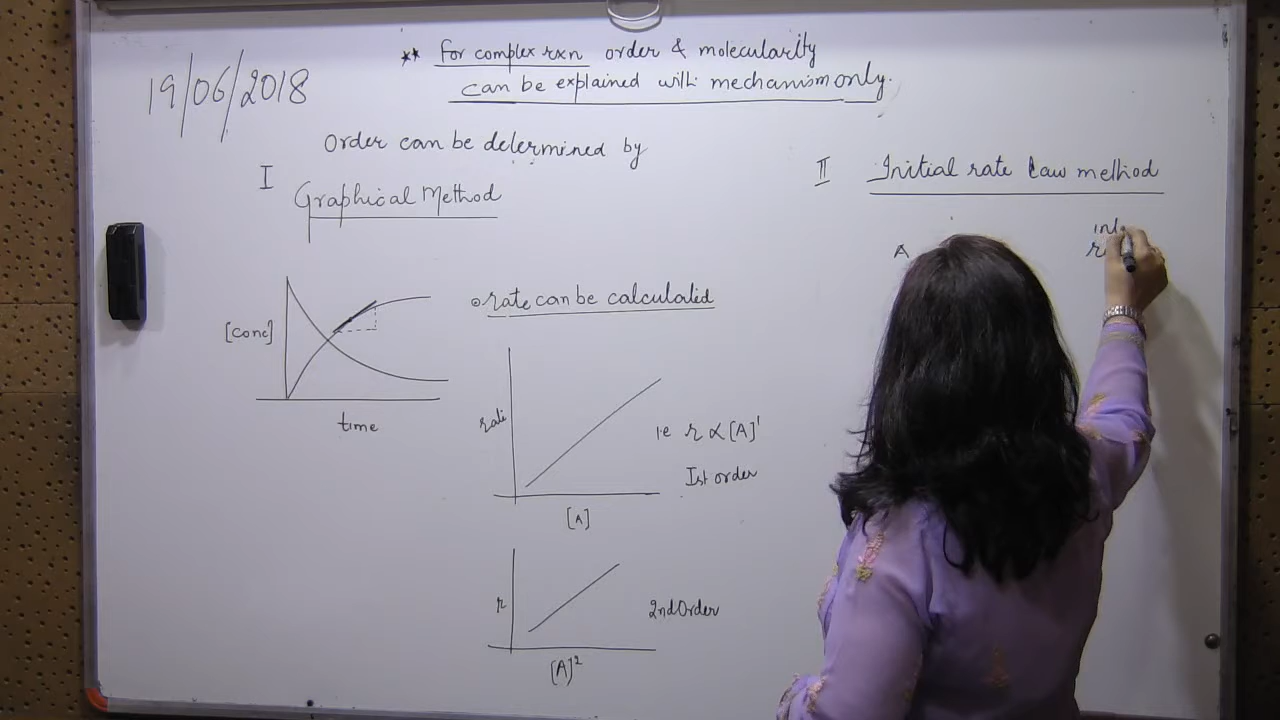 19/06/2018
** For complex rxn order & molecularity
can be explained with mechanism only.
Order can be determined by
I
Graphical Method
[conc]
time
◦ rate can be calculated
rate
[A]
i.e r ∝ [A]¹
Ist order
r
[A]²
2nd Order
II Initial rate law method
A